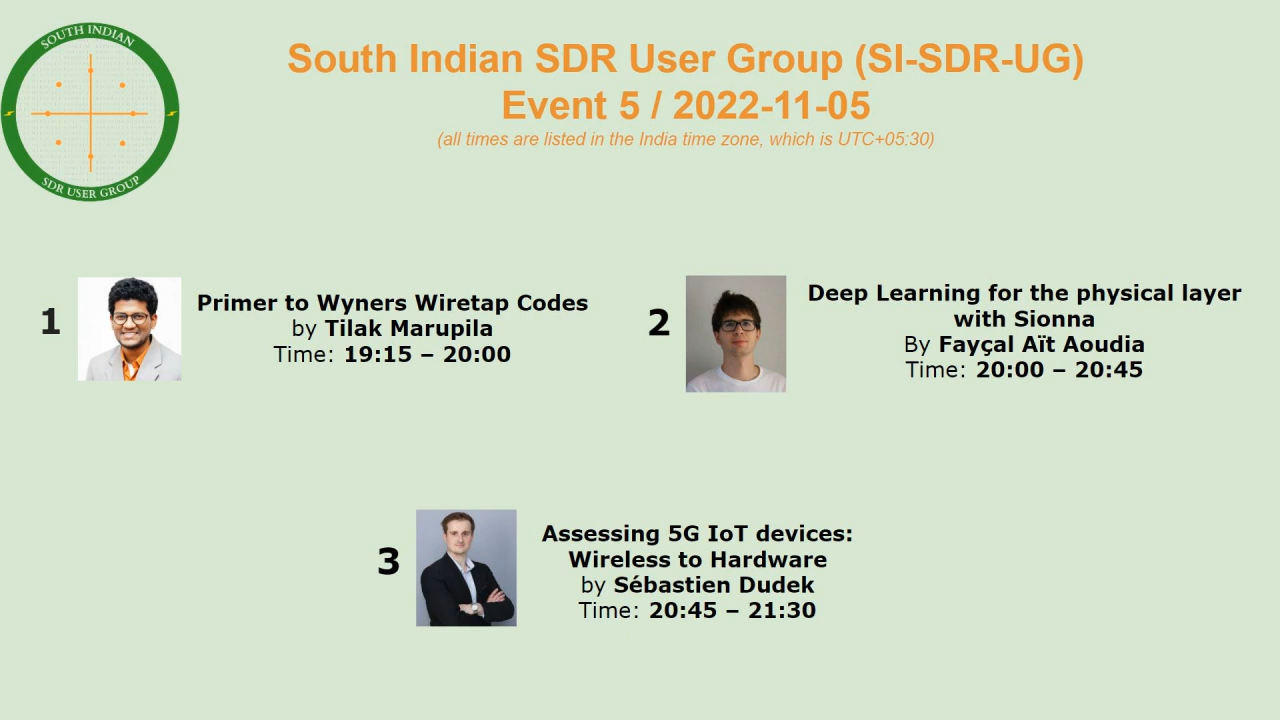 SOUTH INDIAN
SDR USER GROUP
South Indian SDR User Group (SI-SDR-UG)
Event 5 / 2022-11-05
(all times are listed in the India time zone, which is UTC+05:30)
1
Primer to Wyners Wiretap Codes
by Tilak Marupila
Time: 19:15 – 20:00
2
Deep Learning for the physical layer
with Sionna
By Fayçal Aït Aoudia
Time: 20:00 – 20:45
3
Assessing 5G IoT devices:
Wireless to Hardware
by Sébastien Dudek
Time: 20:45 – 21:30